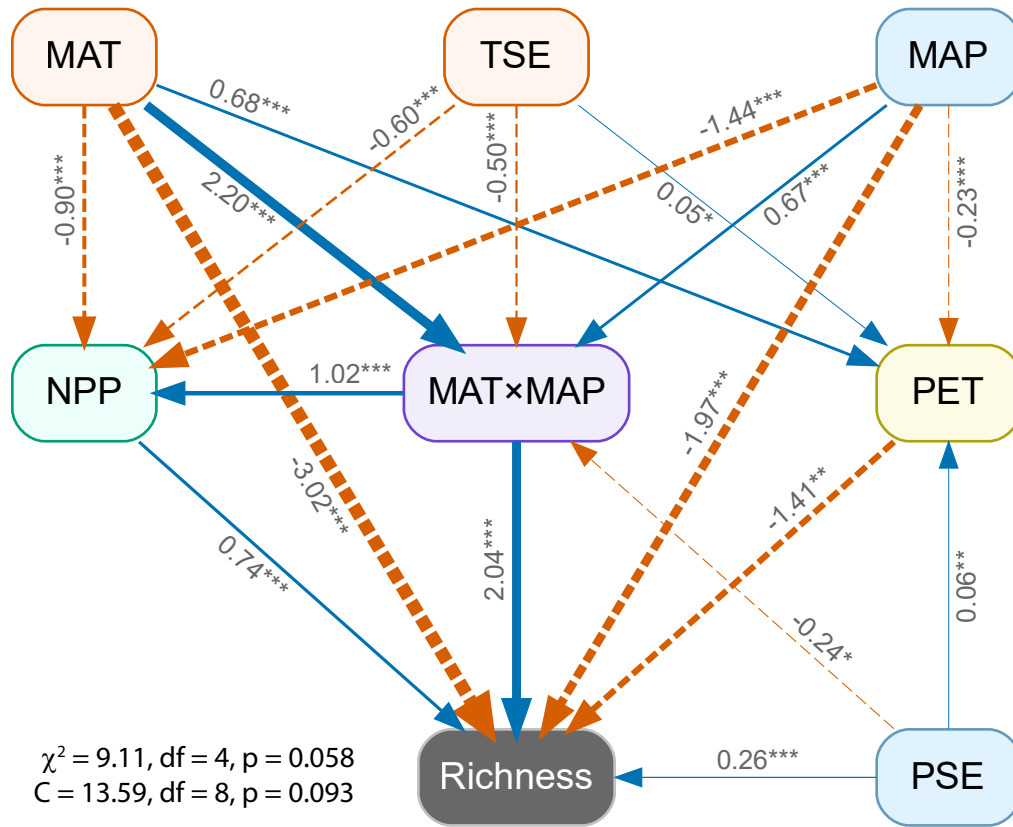 MAT
TSE
MAP
0.68***
-0.60***
-0.50***
-1.44***
-0.90***
2.20***
0.05*
0.67***
-0.23***
NPP
1.02***
MAT×MAP
PET
-3.02***
-1.97***
-1.41**
0.74***
2.04***
0.06**
-0.24*
χ² = 9.11, df = 4, p = 0.058
C = 13.59, df = 8, p = 0.093
Richness
0.26***
PSE